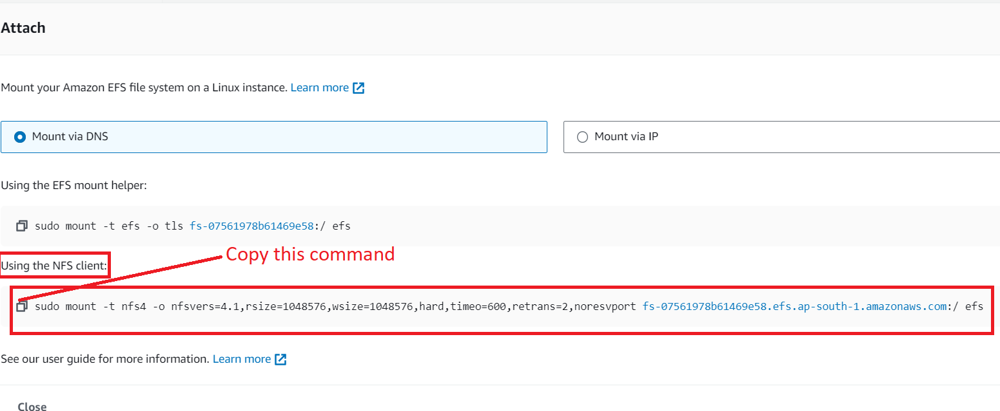 Attach
Mount your Amazon EFS file system on a Linux instance. Learn more
Mount via DNS
Mount via IP
Using the EFS mount helper:
sudo mount -t efs -o tls fs-07561978b61469e58:/ efs
Copy this command
Using the NFS client:
sudo mount -t nfs4 -o nfsvers=4.1,rsize=1048576,wsize=1048576,hard,timeo=600,retrans=2,noresvport fs-07561978b61469e58.efs.ap-south-1.amazonaws.com:/ efs
See our user guide for more information. Learn more
Close